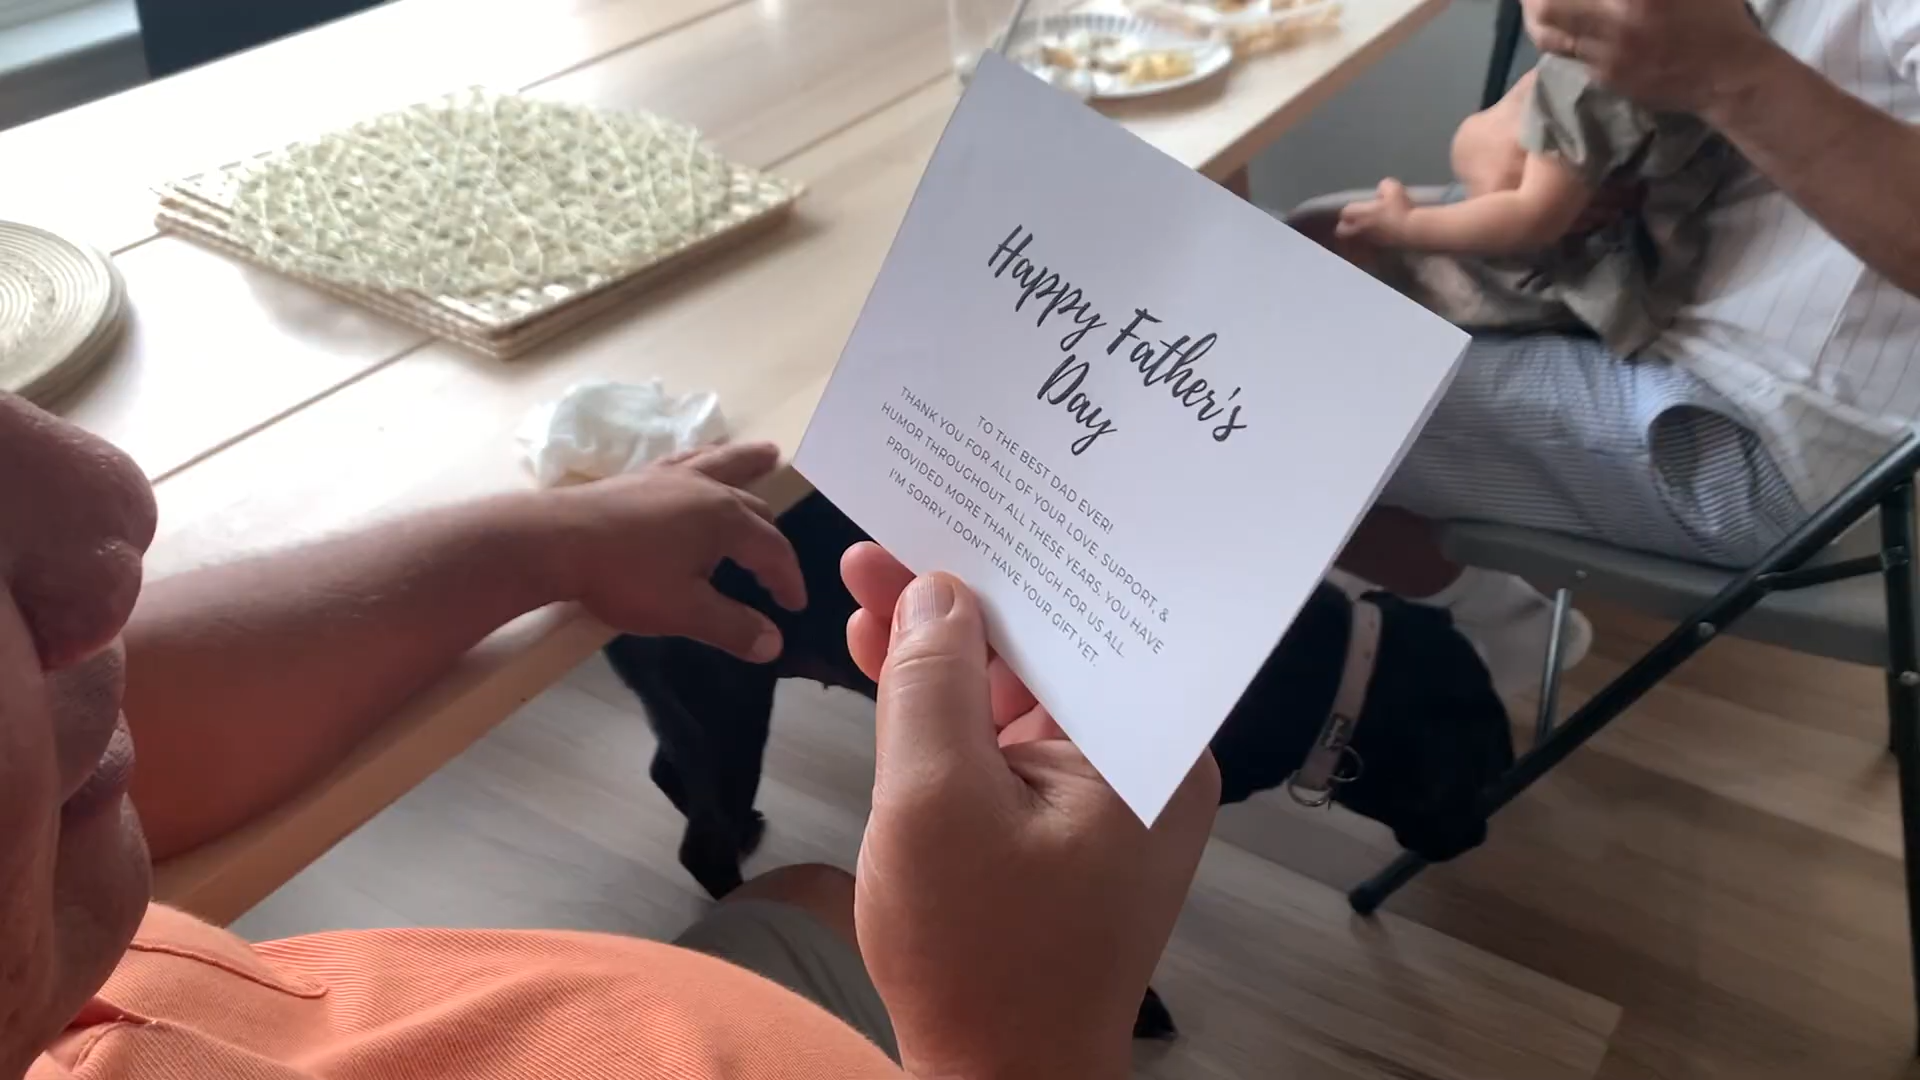 Happy Father's
Day
TO THE BEST DAD EVER!
THANK YOU FOR ALL OF YOUR LOVE, SUPPORT, &
HUMOR THROUGHOUT ALL THESE YEARS. YOU HAVE
PROVIDED MORE THAN ENOUGH FOR US ALL.
I'M SORRY I DON'T HAVE YOUR GIFT YET.